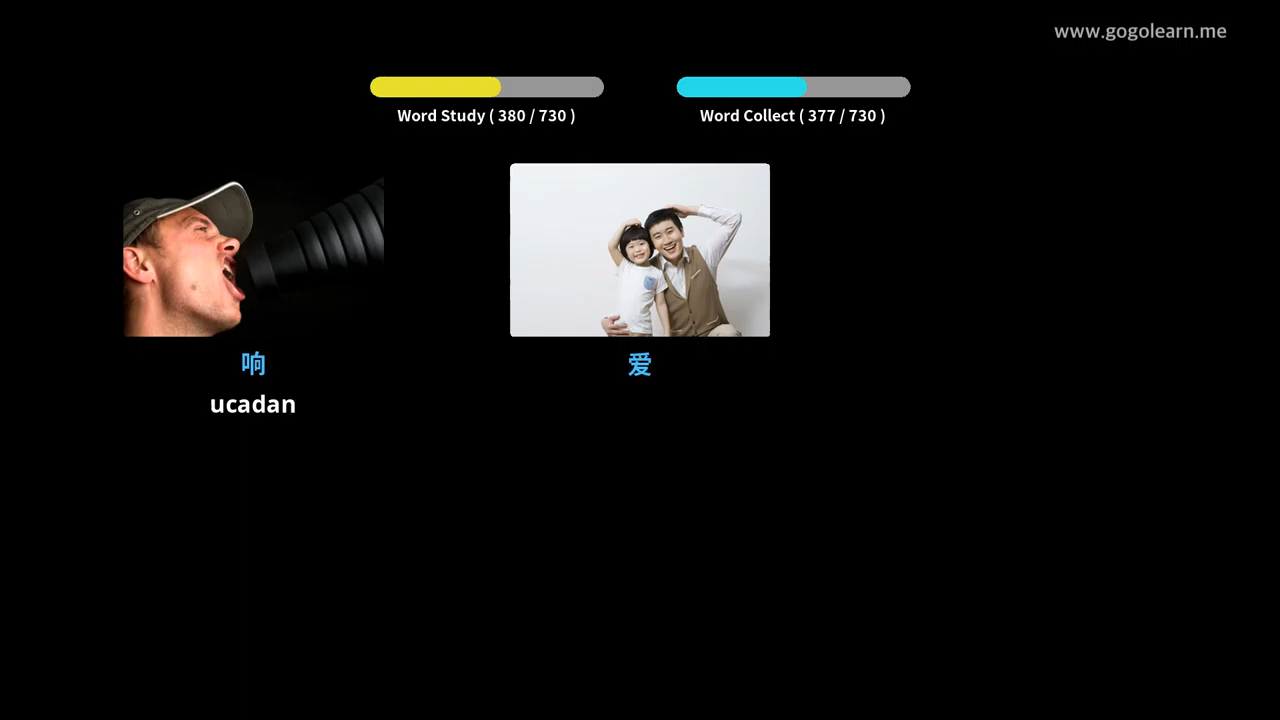 www.gogolearn.me
Word Study ( 380 / 730 )
Word Collect ( 377 / 730 )
响
爱
ucadan